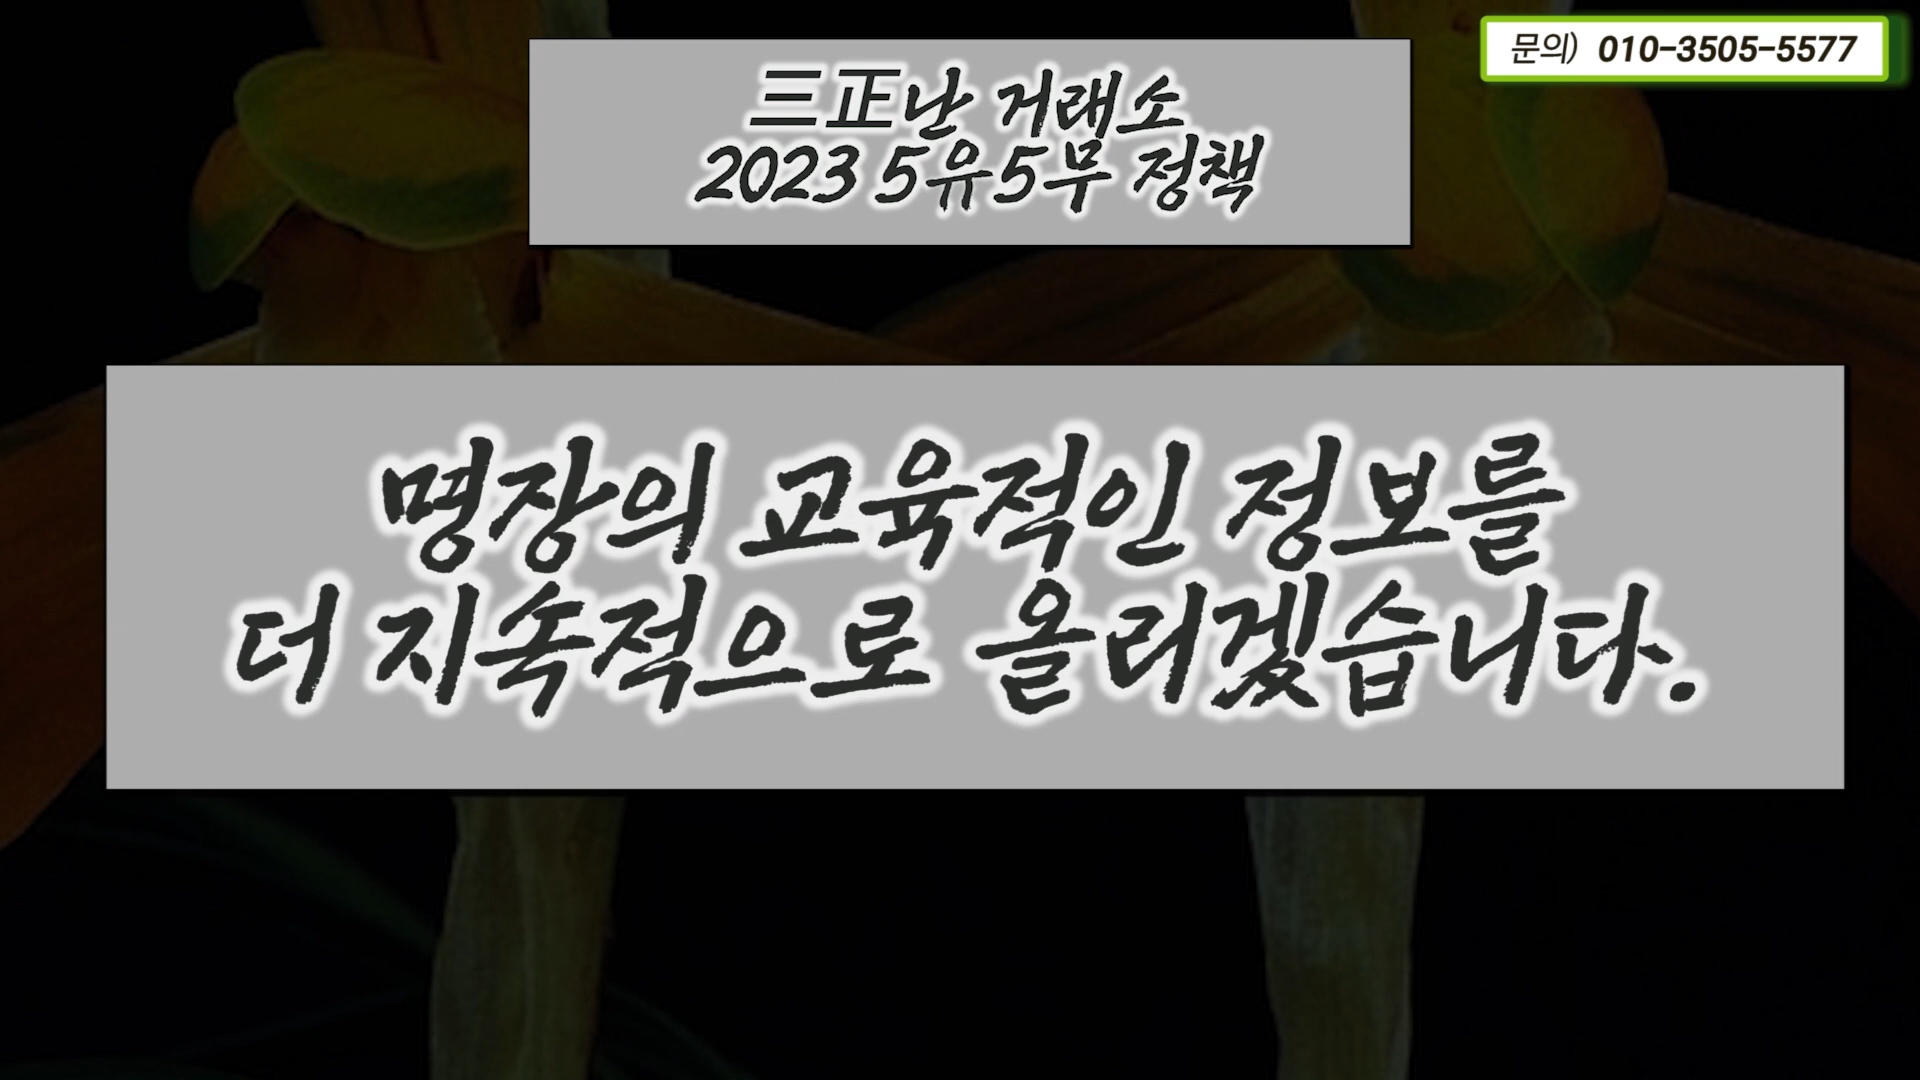 문의) 010-3505-5577
三正난 거래소
2023 5유5무 정책
명장의 교육적인 정보를
더 지속적으로 올리겠습니다.